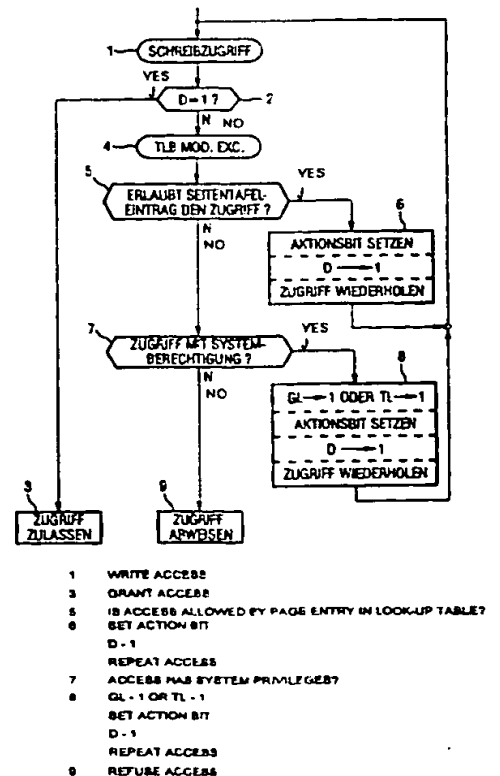 1
SCHREIBZUGRIFF
YES
D=1 ?
2
N NO
4
TLB MOD. EXC.
5
YES
ERLAUBT SEITENTAFEL-
EINTRAG DEN ZUGRIFF ?
N
NO
6
AKTIONSBIT SETZEN
D → 1
ZUGRIFF WIEDERHOLEN
7
YES
ZUGRIFF MIT SYSTEM-
BERECHTIGUNG ?
N
NO
8
GL → 1 ODER TL → 1
AKTIONSBIT SETZEN
D → 1
ZUGRIFF WIEDERHOLEN
3
ZUGRIFF
ZULASSEN
9
ZUGRIFF
ABWEISEN
1 WRITE ACCESS
3 GRANT ACCESS
5 IS ACCESS ALLOWED BY PAGE ENTRY IN LOOK-UP TABLE?
6 SET ACTION BIT
D - 1
REPEAT ACCESS
7 ACCESS HAS SYSTEM PRIVILEGES?
8 GL - 1 OR TL - 1
SET ACTION BIT
D - 1
REPEAT ACCESS
9 REFUSE ACCESS